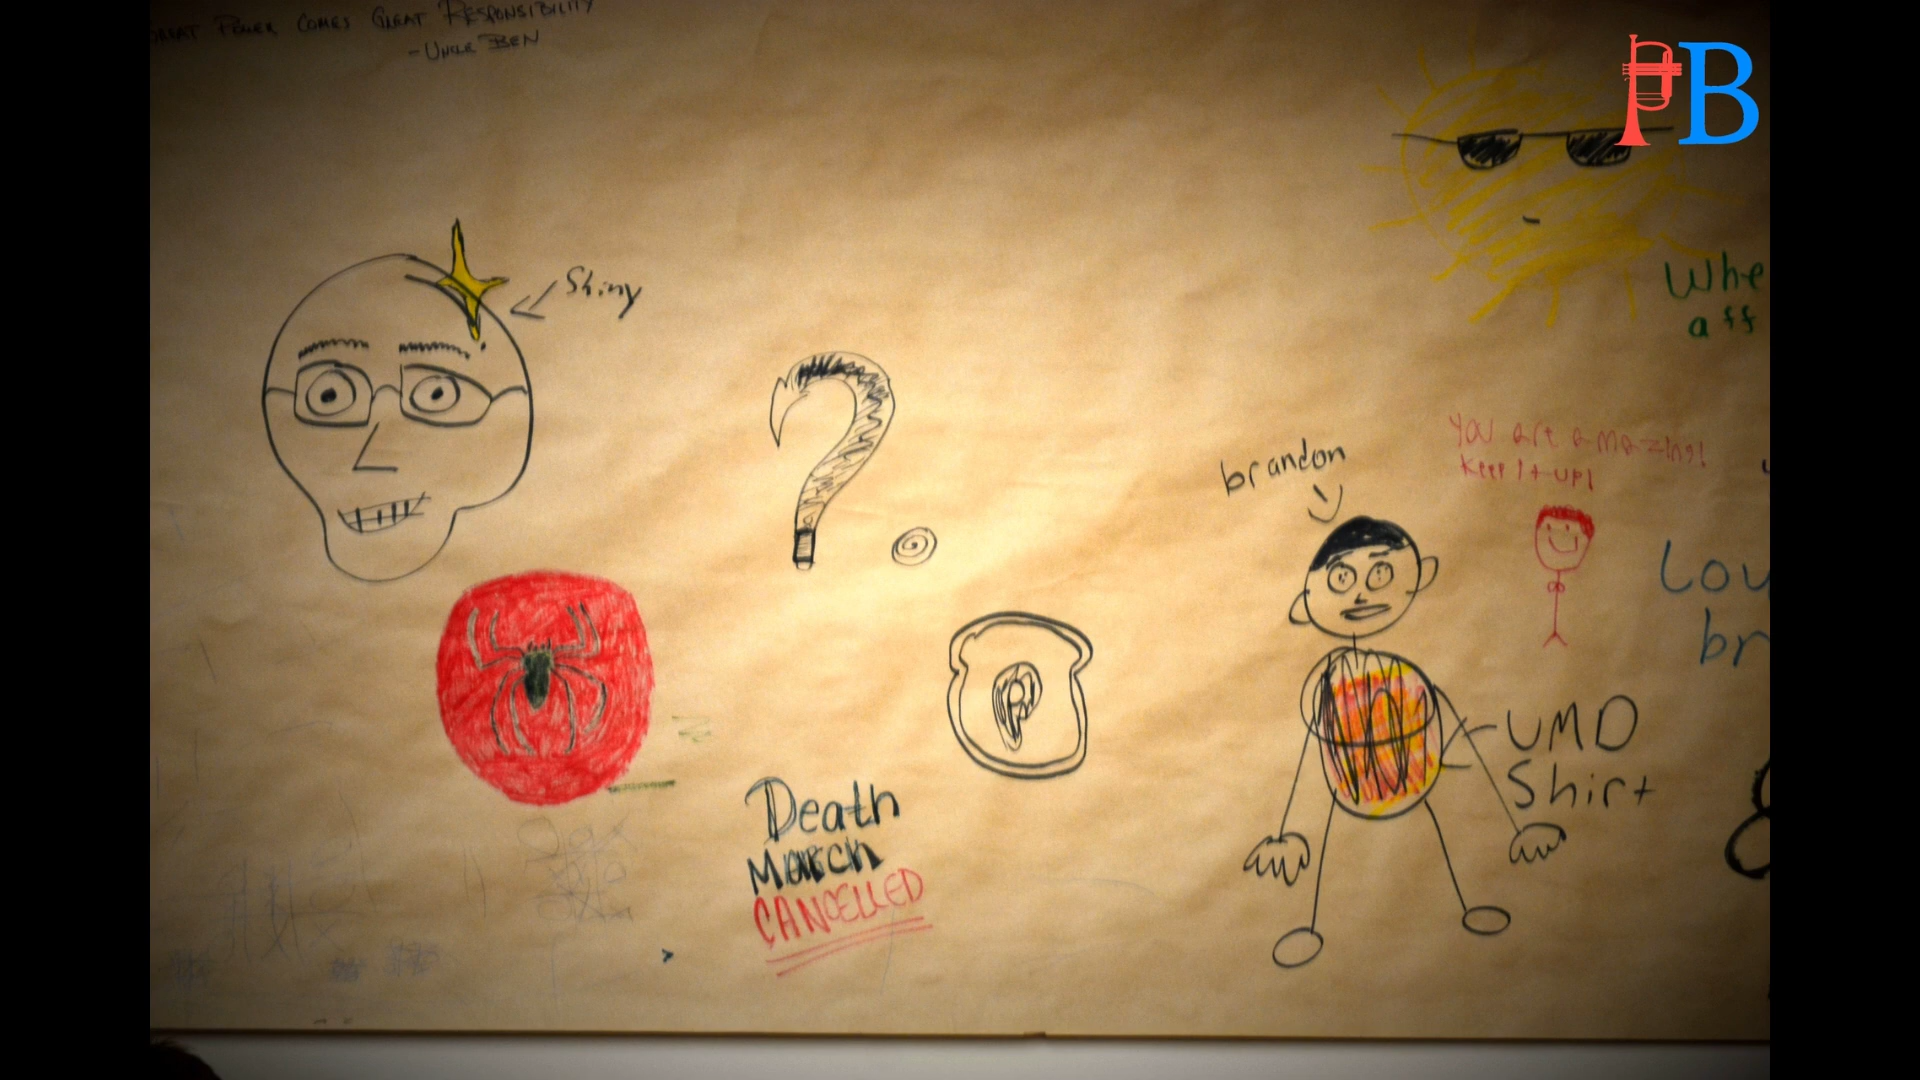 GREAT POWER COMES GREAT RESPONSIBILITY
-UNCLE BEN
B
Shiny
Whe
aff
brandon
You are amazing!
Keep it up!
Lov
br
P
UMD
Shirt
Death
MARCH
CANCELLED